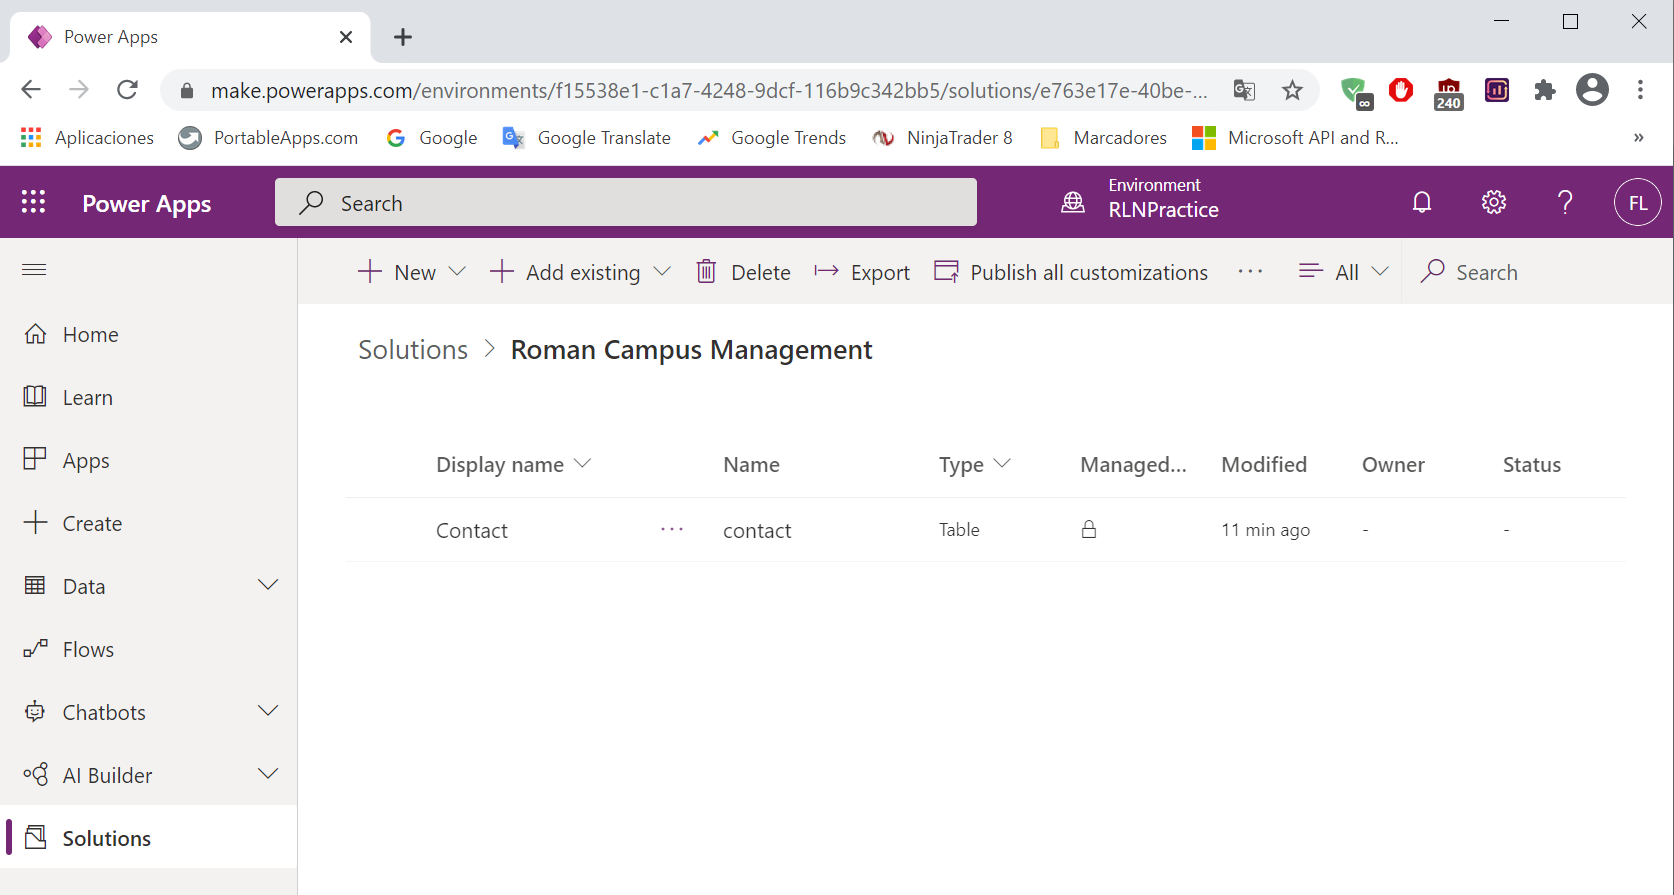 Power Apps
make.powerapps.com/environments/f15538e1-c1a7-4248-9dcf-116b9c342bb5/solutions/e763e17e-40be-...
∞
240
Aplicaciones PortableApps.com Google Google Translate Google Trends NinjaTrader 8 Marcadores Microsoft API and R... »
Power Apps
Search
Environment
RLNPractice
?
FL
New Add existing Delete Export Publish all customizations ... All Search
Home
Learn
Apps
Create
Data
Flows
Chatbots
AI Builder
Solutions
Solutions > Roman Campus Management
Display name Name Type Managed... Modified Owner Status
Contact ... contact Table 11 min ago - -